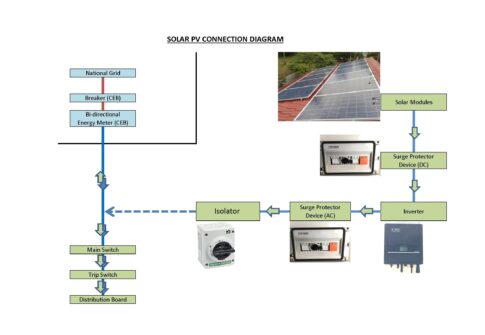 SOLAR PV CONNECTION DIAGRAM
National Grid
Breaker (CEB)
Bi-directional
Energy Meter (CEB)
Solar Modules
Surge Protector
Device (DC)
Isolator
Surge Protector
Device (AC)
Inverter
Main Switch
Trip Switch
Distribution Board